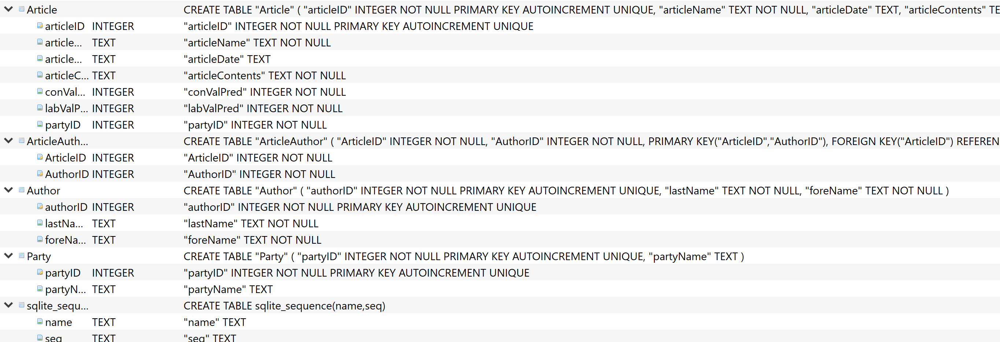 Article CREATE TABLE "Article" ( "articleID" INTEGER NOT NULL PRIMARY KEY AUTOINCREMENT UNIQUE, "articleName" TEXT NOT NULL, "articleDate" TEXT, "articleContents" TE
articleID INTEGER "articleID" INTEGER NOT NULL PRIMARY KEY AUTOINCREMENT UNIQUE
article... TEXT "articleName" TEXT NOT NULL
article... TEXT "articleDate" TEXT
articleC... TEXT "articleContents" TEXT NOT NULL
conVal... INTEGER "conValPred" INTEGER NOT NULL
labValP... INTEGER "labValPred" INTEGER NOT NULL
partyID INTEGER "partyID" INTEGER NOT NULL
ArticleAuth... CREATE TABLE "ArticleAuthor" ( "ArticleID" INTEGER NOT NULL, "AuthorID" INTEGER NOT NULL, PRIMARY KEY("ArticleID","AuthorID"), FOREIGN KEY("ArticleID") REFEREN
ArticleID INTEGER "ArticleID" INTEGER NOT NULL
AuthorID INTEGER "AuthorID" INTEGER NOT NULL
Author CREATE TABLE "Author" ( "authorID" INTEGER NOT NULL PRIMARY KEY AUTOINCREMENT UNIQUE, "lastName" TEXT NOT NULL, "foreName" TEXT NOT NULL )
authorID INTEGER "authorID" INTEGER NOT NULL PRIMARY KEY AUTOINCREMENT UNIQUE
lastNa... TEXT "lastName" TEXT NOT NULL
foreNa... TEXT "foreName" TEXT NOT NULL
Party CREATE TABLE "Party" ( "partyID" INTEGER NOT NULL PRIMARY KEY AUTOINCREMENT UNIQUE, "partyName" TEXT )
partyID INTEGER "partyID" INTEGER NOT NULL PRIMARY KEY AUTOINCREMENT UNIQUE
partyN... TEXT "partyName" TEXT
sqlite_sequ... CREATE TABLE sqlite_sequence(name,seq)
name TEXT "name" TEXT
seq TEXT "seq" TEXT